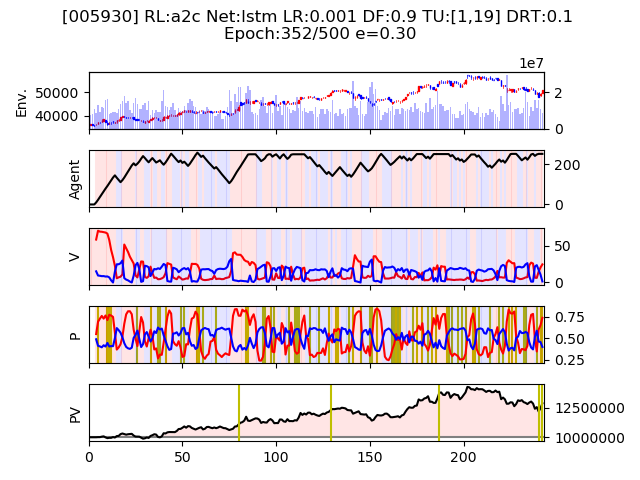 [005930] RL:a2c Net:lstm LR:0.001 DF:0.9 TU:[1,19] DRT:0.1
Epoch:352/500 e=0.30
1e7
Env.
50000
40000
2
0
Agent
200
0
V
50
0
P
0.75
0.50
0.25
PV
12500000
10000000
0 50 100 150 200